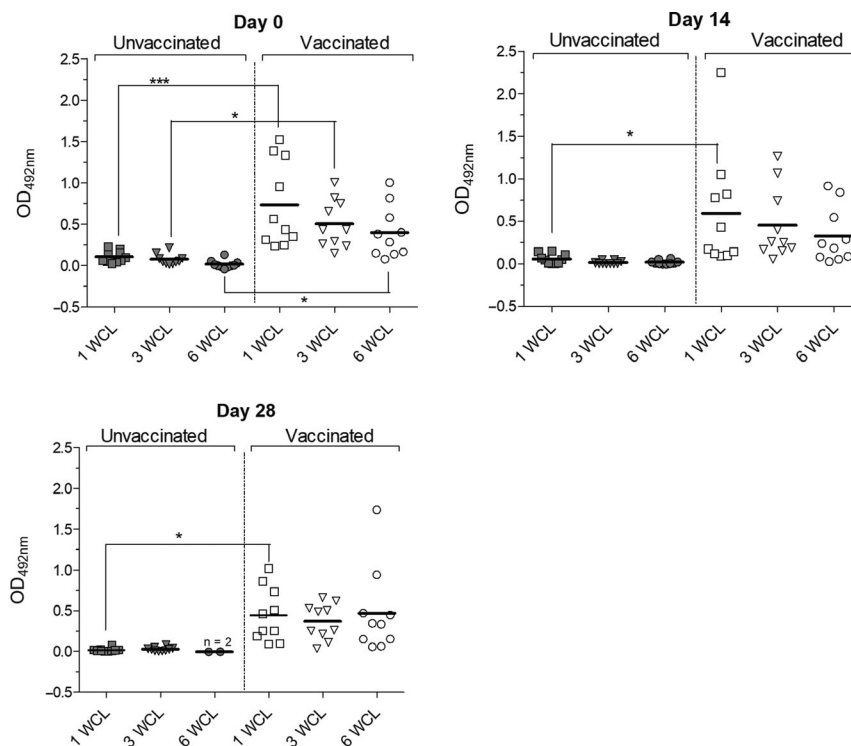 Day 0
Unvaccinated Vaccinated
2.5
2.0
1.5
1.0
0.5
0.0
–0.5
OD492nm
***
*
*
1 WCL 3 WCL 6 WCL 1 WCL 3 WCL 6 WCL
Day 14
Unvaccinated Vaccinated
2.5
2.0
1.5
1.0
0.5
0.0
–0.5
OD492nm
*
1 WCL 3 WCL 6 WCL 1 WCL 3 WCL 6 WCL
Day 28
Unvaccinated Vaccinated
2.5
2.0
1.5
1.0
0.5
0.0
–0.5
OD492nm
*
n = 2
1 WCL 3 WCL 6 WCL 1 WCL 3 WCL 6 WCL